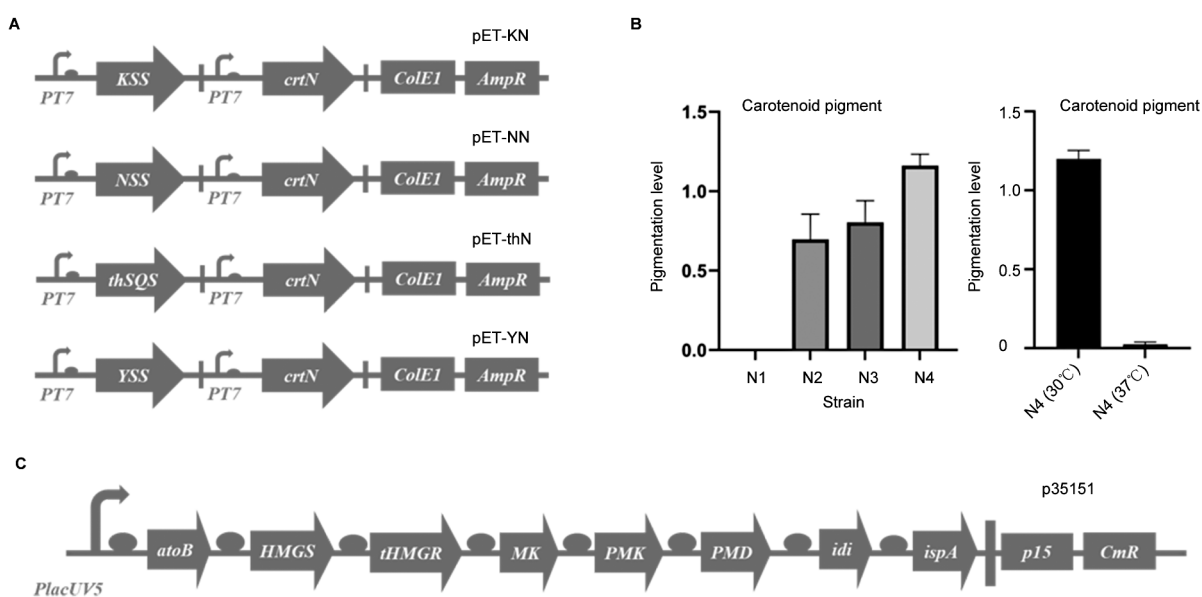 A
pET-KN
KSS crtN ColE1 AmpR
PT7 PT7
pET-NN
NSS crtN ColE1 AmpR
PT7 PT7
pET-thN
thSQS crtN ColE1 AmpR
PT7 PT7
pET-YN
YSS crtN ColE1 AmpR
PT7 PT7
B
Carotenoid pigment
Pigmentation level
1.5
1.0
0.5
0.0
N1 N2 N3 N4
Strain
Carotenoid pigment
Pigmentation level
1.5
1.0
0.5
0
N4 (30℃) N4 (37℃)
C
p35151
atoB HMGS tHMGR MK PMK PMD idi ispA p15 CmR
PlacUV5